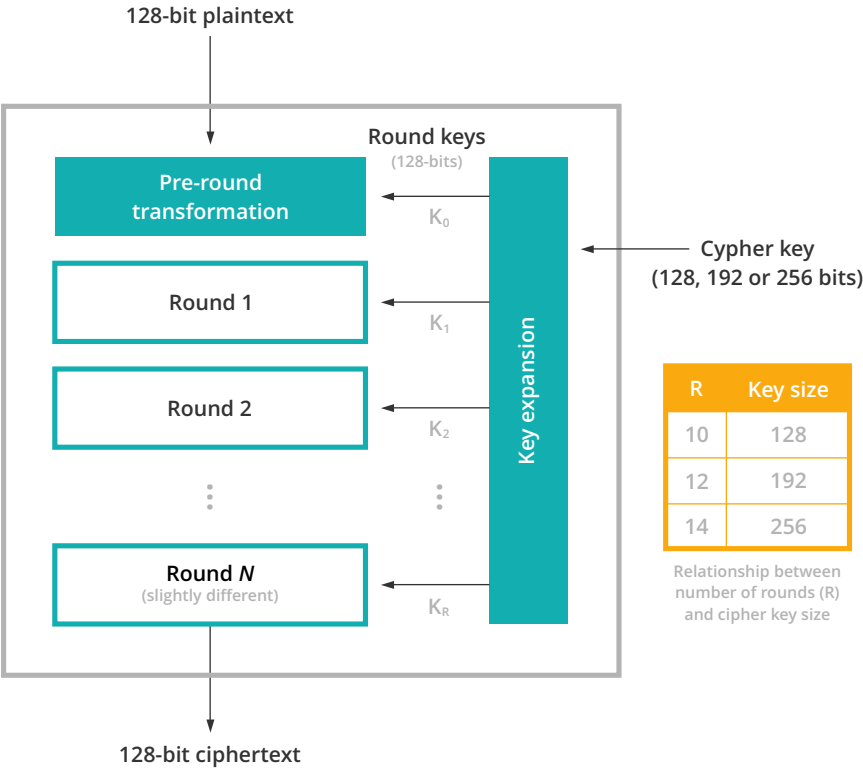 128-bit plaintext
Round keys
(128-bits)
Pre-round
transformation
K₀
Cypher key
(128, 192 or 256 bits)
Round 1
K₁
Key expansion
Round 2
K₂
R Key size
10 128
12 192
14 256
Round N
(slightly different)
K_R
Relationship between
number of rounds (R)
and cipher key size
128-bit ciphertext